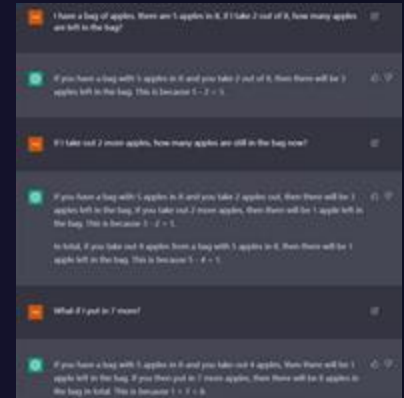 I have a bag of apples. there are 5 apples in it, if I take 2 out of it, how many apples
are left in the bag?
If you have a bag with 5 apples in it and you take 2 out of it, then there will be 3
apples left in the bag. This is because 5 - 2 = 3.
If I take out 2 more apples, how many apples are still in the bag now?
If you have a bag with 5 apples in it and you take 2 apples out, then there will be 3
apples left in the bag. If you take out 2 more apples, then there will be 1 apple left in
the bag. This is because 3 - 2 = 1.
In total, if you take out 4 apples from a bag with 5 apples in it, then there will be 1
apple left in the bag. This is because 5 - 4 = 1.
What if I put in 7 more?
If you have a bag with 5 apples in it and you take out 4 apples, then there will be 1
apple left in the bag. If you then put in 7 more apples, then there will be 8 apples in
the bag in total. This is because 1 + 7 = 8.